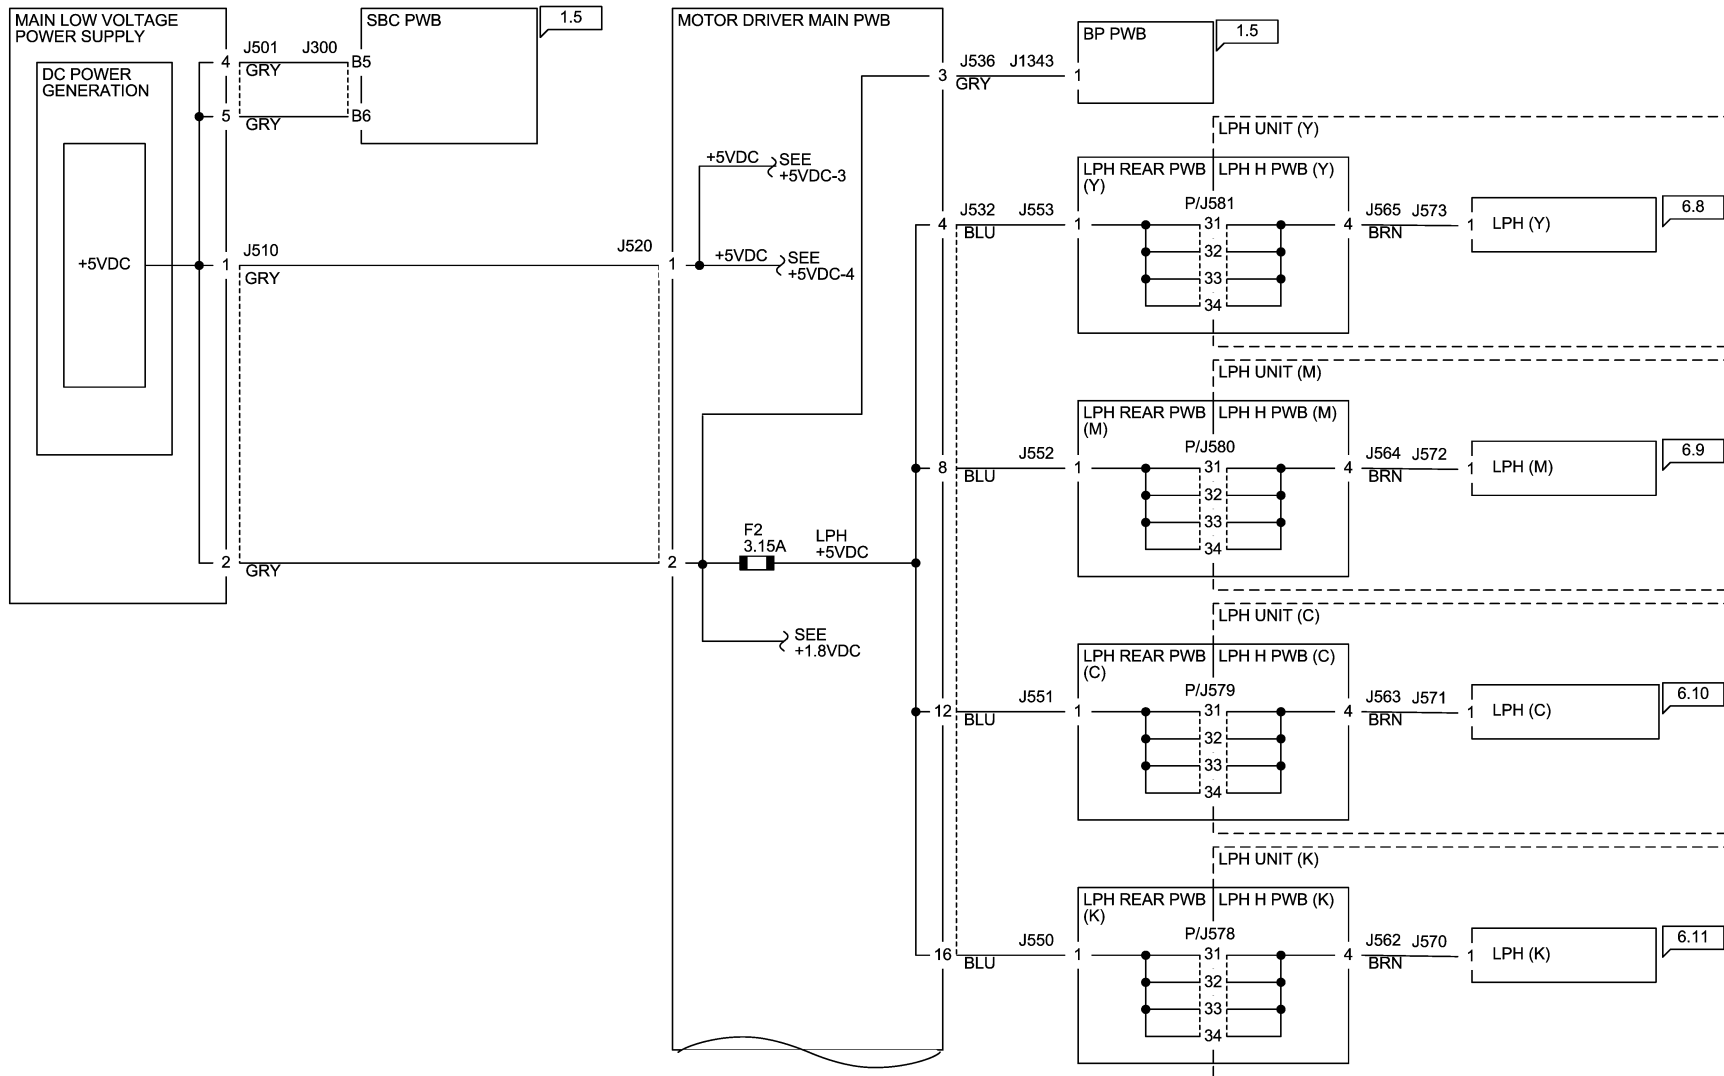 MAIN LOW VOLTAGE
POWER SUPPLY
DC POWER
GENERATION
+5VDC
4
5
1
2
J501
J300
GRY
GRY
B5
B6
SBC PWB
1.5
J510
GRY
J520
GRY
MOTOR DRIVER MAIN PWB
1
2
+5VDC
SEE
+5VDC-3
+5VDC
SEE
+5VDC-4
F2
3.15A
LPH
+5VDC
SEE
+1.8VDC
3
J536
J1343
GRY
1
BP PWB
1.5
LPH UNIT (Y)
LPH REAR PWB
(Y)
LPH H PWB (Y)
P/J581
4
J532
J553
BLU
1
31
32
33
34
4
J565
J573
BRN
1
LPH (Y)
6.8
LPH UNIT (M)
LPH REAR PWB
(M)
LPH H PWB (M)
P/J580
8
J552
BLU
1
31
32
33
34
4
J564
J572
BRN
1
LPH (M)
6.9
LPH UNIT (C)
LPH REAR PWB
(C)
LPH H PWB (C)
P/J579
12
J551
BLU
1
31
32
33
34
4
J563
J571
BRN
1
LPH (C)
6.10
LPH UNIT (K)
LPH REAR PWB
(K)
LPH H PWB (K)
P/J578
16
J550
BLU
1
31
32
33
34
4
J562
J570
BRN
1
LPH (K)
6.11